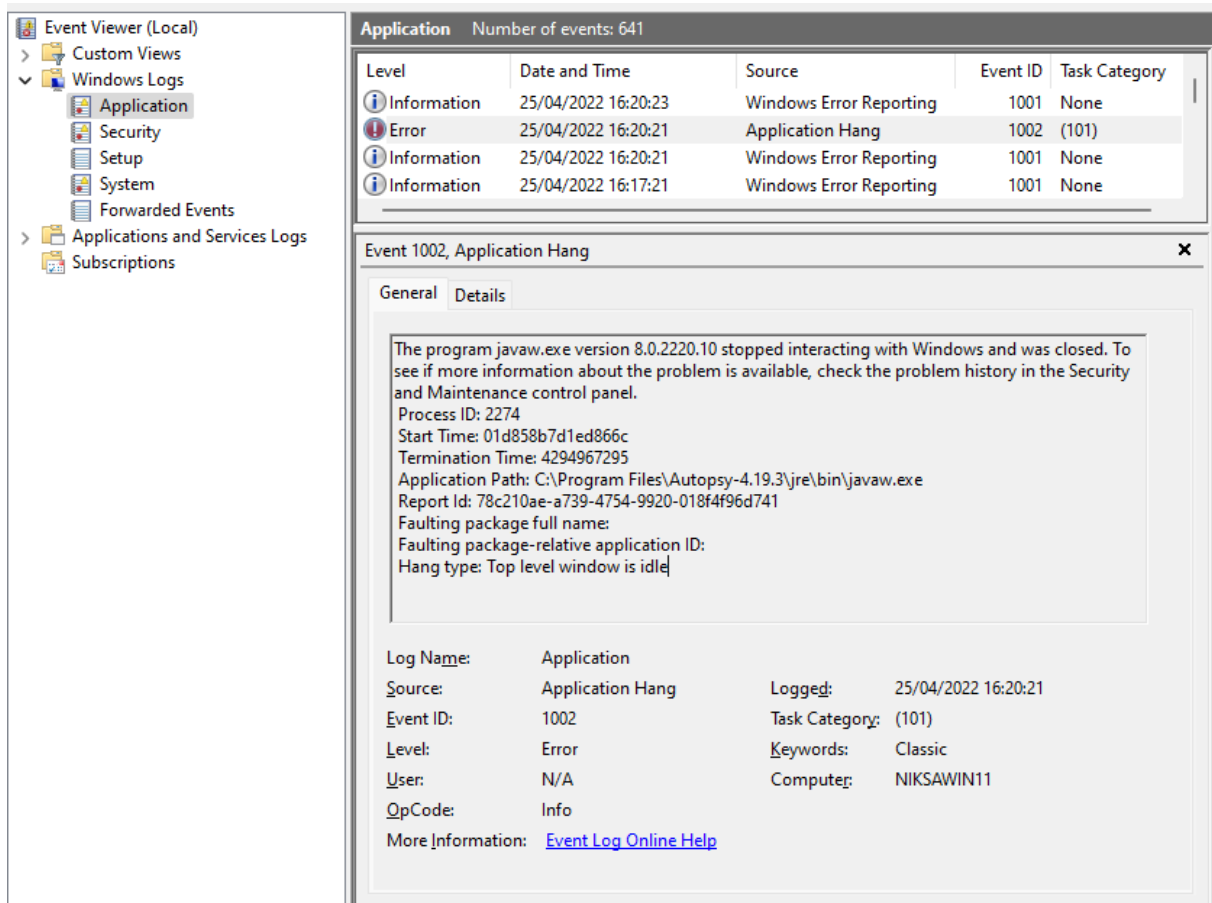 Event Viewer (Local)
Custom Views
Windows Logs
Application
Security
Setup
System
Forwarded Events
Applications and Services Logs
Subscriptions
Application Number of events: 641
Level Date and Time Source Event ID Task Category
Information 25/04/2022 16:20:23 Windows Error Reporting 1001 None
Error 25/04/2022 16:20:21 Application Hang 1002 (101)
Information 25/04/2022 16:20:21 Windows Error Reporting 1001 None
Information 25/04/2022 16:17:21 Windows Error Reporting 1001 None
Event 1002, Application Hang
General Details
The program javaw.exe version 8.0.2220.10 stopped interacting with Windows and was closed. To
see if more information about the problem is available, check the problem history in the Security
and Maintenance control panel.
Process ID: 2274
Start Time: 01d858b7d1ed866c
Termination Time: 4294967295
Application Path: C:\Program Files\Autopsy-4.19.3\jre\bin\javaw.exe
Report Id: 78c210ae-a739-4754-9920-018f4f96d741
Faulting package full name:
Faulting package-relative application ID:
Hang type: Top level window is idle
Log Name: Application
Source: Application Hang Logged: 25/04/2022 16:20:21
Event ID: 1002 Task Category: (101)
Level: Error Keywords: Classic
User: N/A Computer: NIKSAWIN11
OpCode: Info
More Information: Event Log Online Help